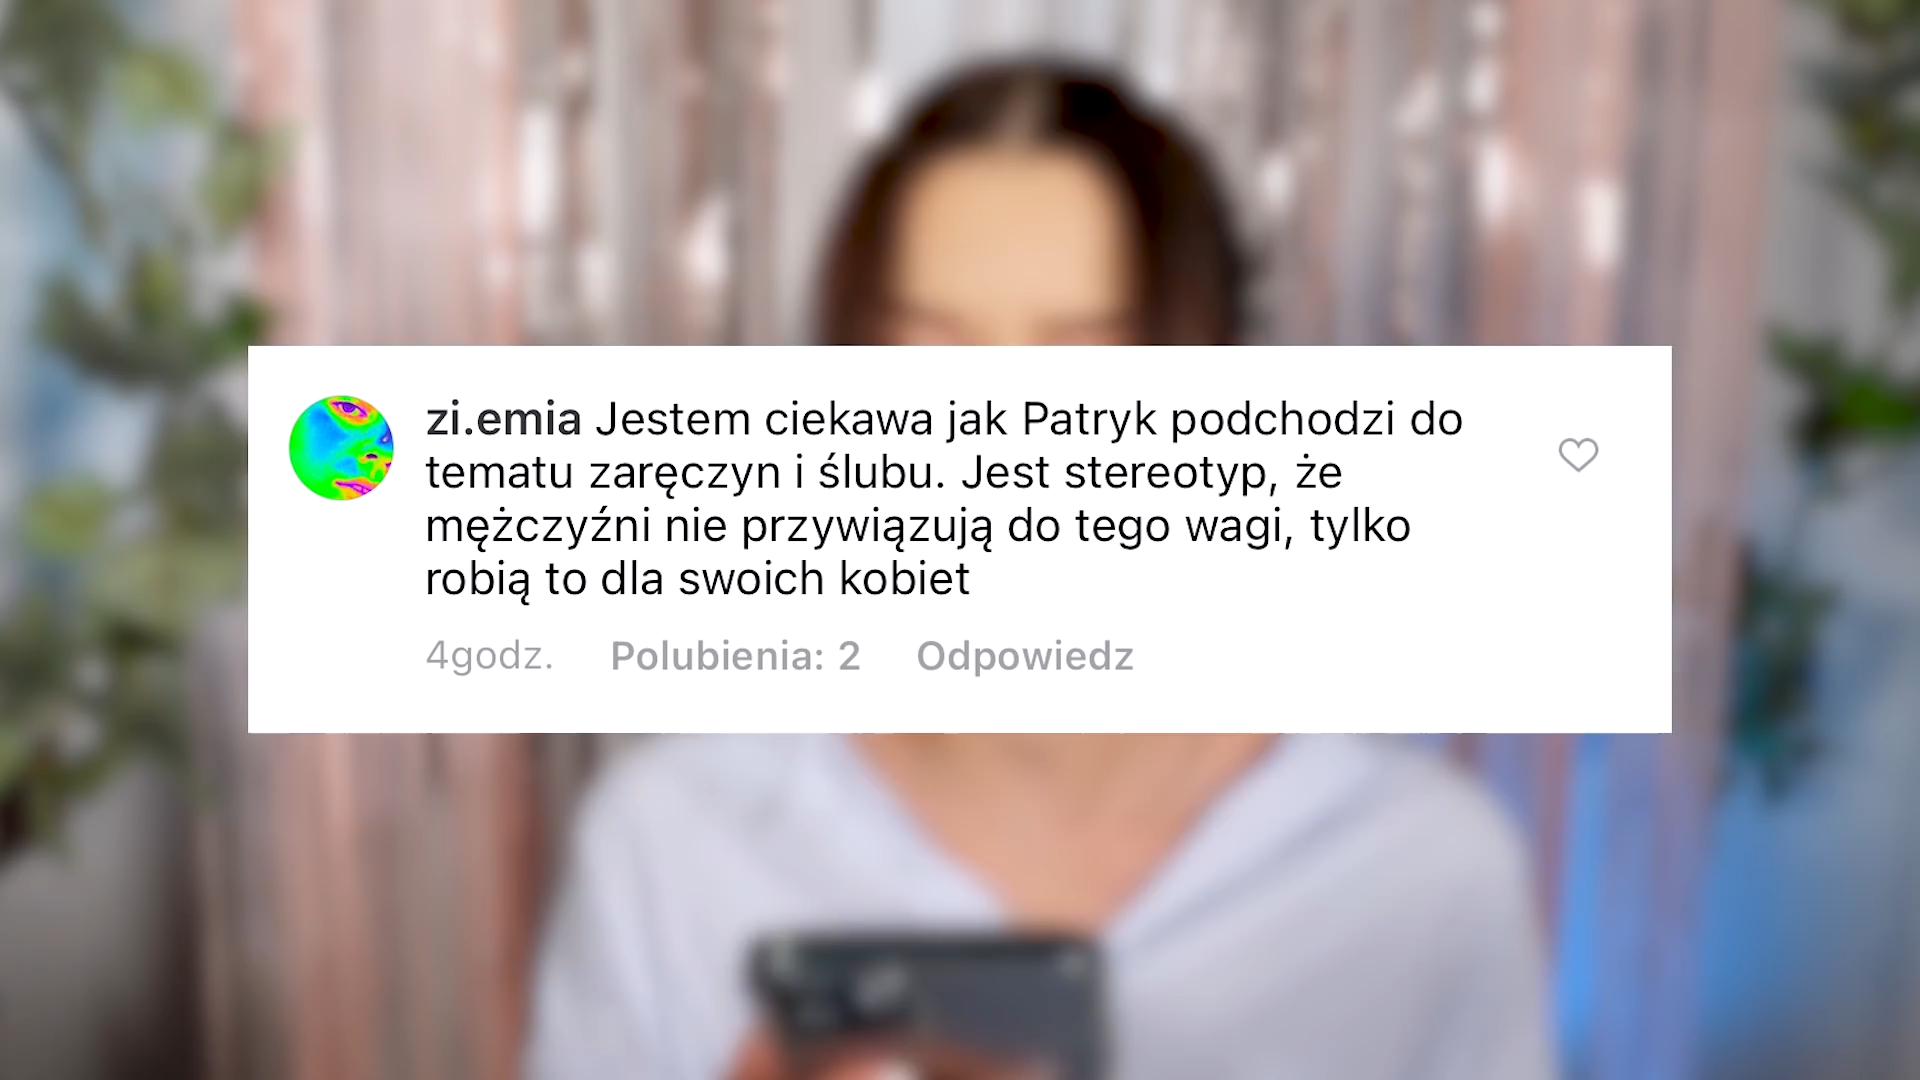 zi.emia Jestem ciekawa jak Patryk podchodzi do
tematu zaręczyn i ślubu. Jest stereotyp, że
mężczyźni nie przywiązują do tego wagi, tylko
robią to dla swoich kobiet
4godz. Polubienia: 2 Odpowiedz